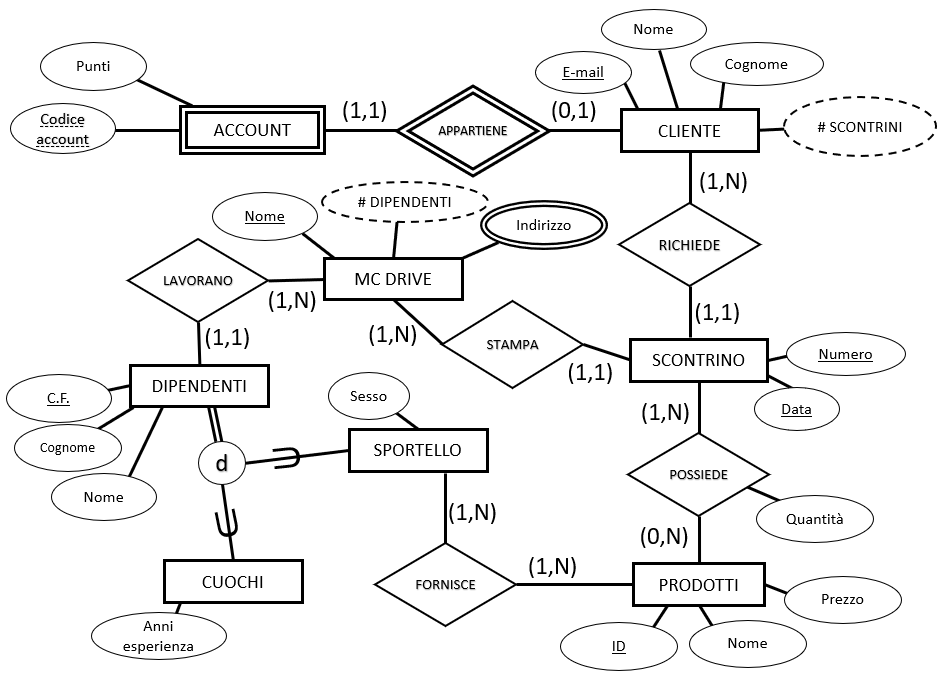 Nome
Punti
E-mail
Cognome
Codice
account
ACCOUNT
(1,1)
APPARTIENE
(0,1)
CLIENTE
# SCONTRINI
(1,N)
Nome
# DIPENDENTI
Indirizzo
RICHIEDE
LAVORANO
(1,N)
MC DRIVE
(1,1)
(1,1)
(1,N)
STAMPA
(1,1)
SCONTRINO
Numero
DIPENDENTI
Sesso
(1,N)
Data
C.F.
Cognome
Nome
d
SPORTELLO
POSSIEDE
Quantità
(1,N)
(0,N)
CUOCHI
FORNISCE
(1,N)
PRODOTTI
Prezzo
Anni
esperienza
ID
Nome